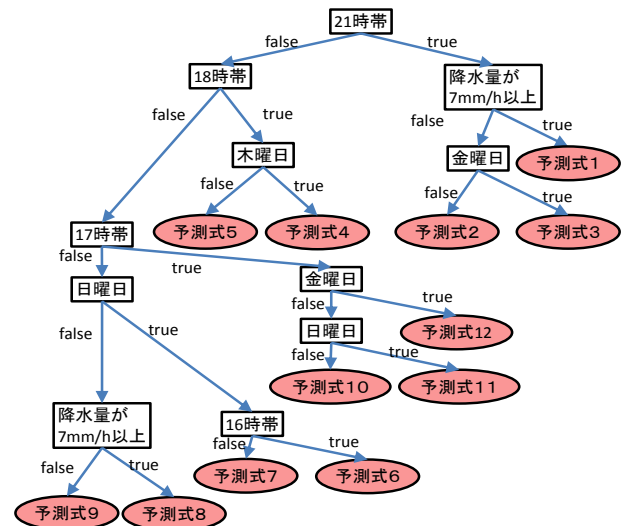 21時帯
false
true
18時帯
降水量が
7mm/h以上
false
true
false
true
木曜日
金曜日
予測式1
false
true
false
true
予測式5
予測式4
予測式2
予測式3
17時帯
false
true
日曜日
金曜日
false
true
false
true
日曜日
予測式12
false
true
予測式10
予測式11
降水量が
7mm/h以上
16時帯
false
true
false
true
予測式7
予測式6
予測式9
予測式8